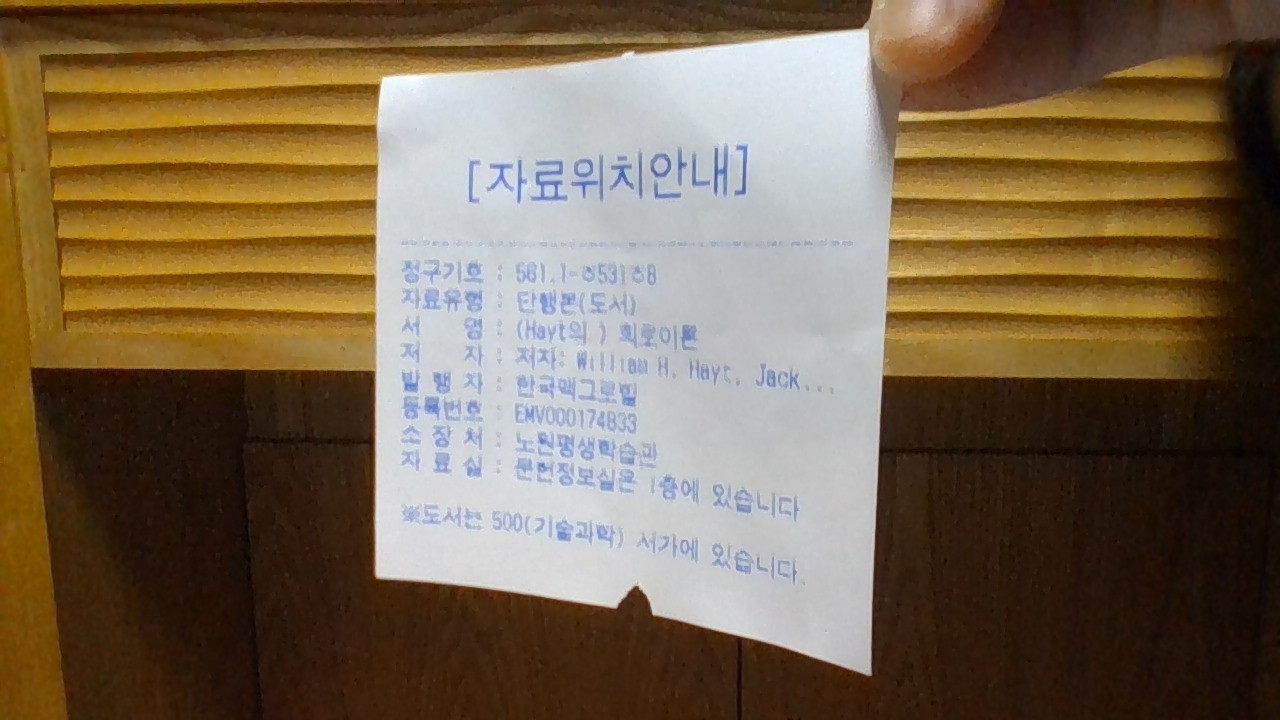 [자료위치안내]
청구기호 : 561.1-ㅎ531ㅎ8
자료유형 : 단행본(도서)
서 명 : (Hayt의 ) 회로이론
저 자 : 저자: William H. Hayt, Jack...
발 행 자 : 한국맥그로힐
등록번호 : EMV000174833
소 장 처 : 노원평생학습관
자 료 실 : 문헌정보실은 1층에 있습니다
※도서는 500(기술과학) 서가에 있습니다.